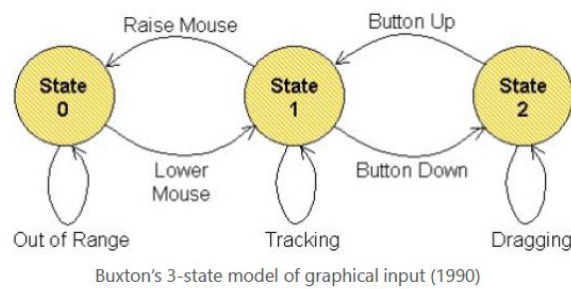 Raise Mouse
Button Up
State
0
State
1
State
2
Lower
Mouse
Button Down
Out of Range
Tracking
Dragging
Buxton's 3-state model of graphical input (1990)